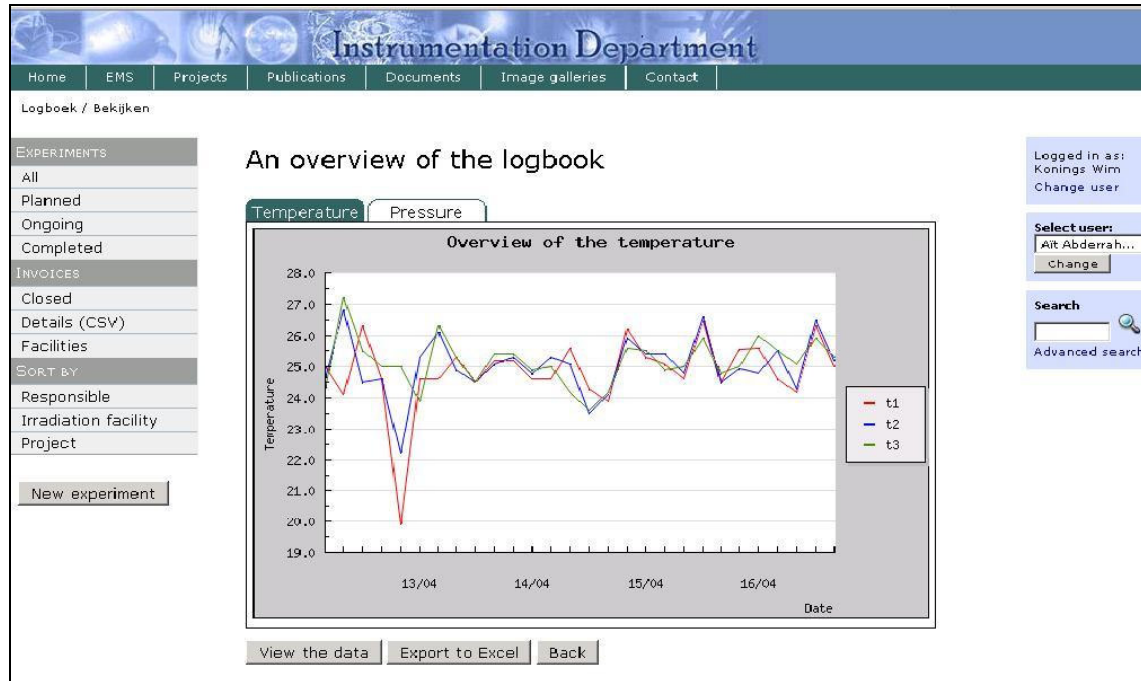 Instrumentation Department
Home EMS Projects Publications Documents Image galleries Contact
Logboek / Bekijken
EXPERIMENTS
All
Planned
Ongoing
Completed
INVOICES
Closed
Details (CSV)
Facilities
SORT BY
Responsible
Irradiation facility
Project
New experiment
An overview of the logbook
Temperature Pressure
Overview of the temperature
28.0
27.0
26.0
25.0
24.0
23.0
22.0
21.0
20.0
19.0
Temperature
13/04 14/04 15/04 16/04
Date
t1
t2
t3
View the data Export to Excel Back
Logged in as:
Konings Wim
Change user
Select user:
Aït Abderrah...
Change
Search
Advanced search